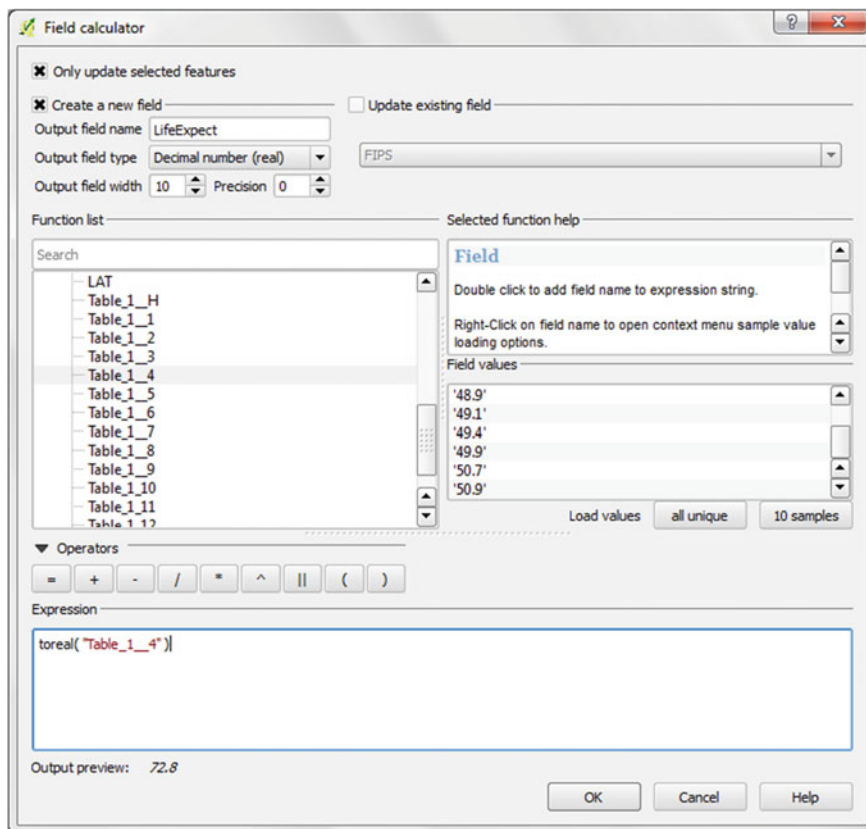 Field calculator
Only update selected features
Create a new field
Update existing field
Output field name LifeExpect
Output field type Decimal number (real)
FIPS
Output field width 10 Precision 0
Function list
Selected function help
Search
LAT
Table_1__H
Table_1__1
Table_1__2
Table_1__3
Table_1__4
Table_1__5
Table_1__6
Table_1__7
Table_1__8
Table_1__9
Table_1_10
Table_1_11
Table_1_12
Field
Double click to add field name to expression string.
Right-Click on field name to open context menu sample value
loading options.
Field values
'48.9'
'49.1'
'49.4'
'49.9'
'50.7'
'50.9'
Load values all unique 10 samples
Operators
= + - / * ^ || ( )
Expression
toreal( "Table_1__4" )
Output preview: 72.8
OK Cancel Help